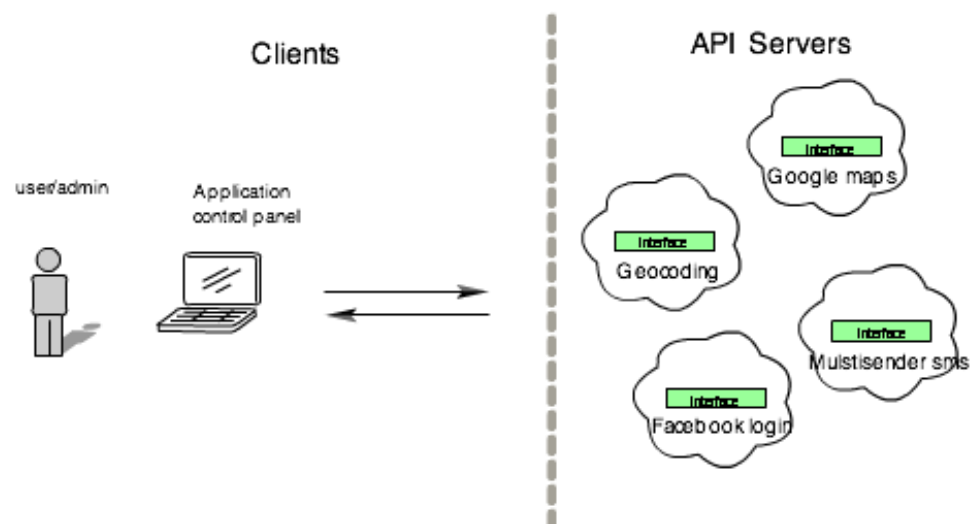 Clients
API Servers
user/admin
Application
control panel
Interface
Google maps
Interface
Geocoding
Interface
Mulstisender sms
Interface
Facebook login